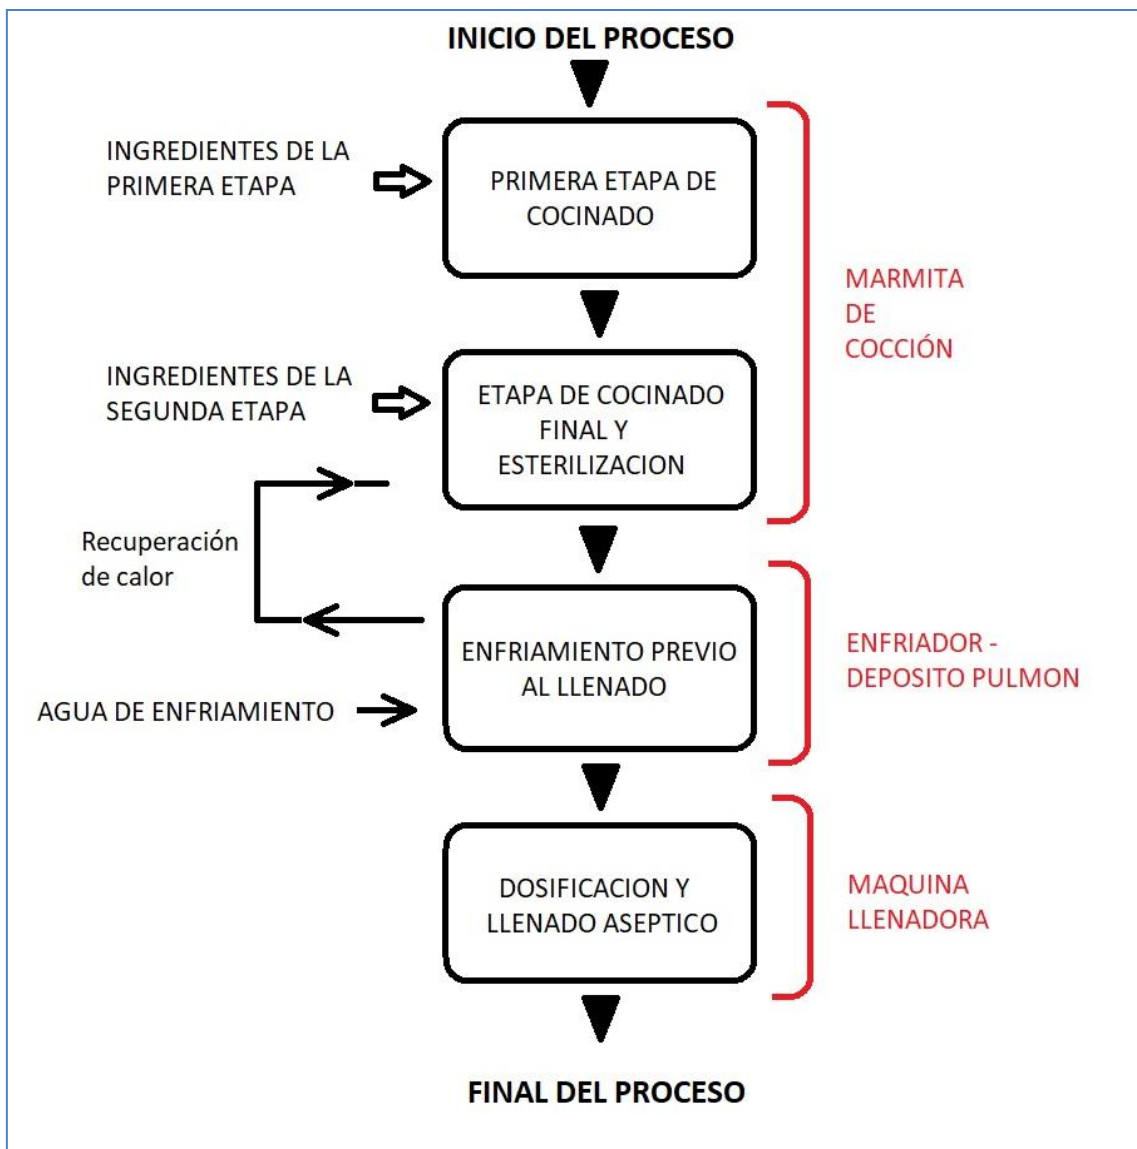 INICIO DEL PROCESO
INGREDIENTES DE LA
PRIMERA ETAPA
PRIMERA ETAPA DE
COCINADO
MARMITA
DE
COCCIÓN
INGREDIENTES DE LA
SEGUNDA ETAPA
ETAPA DE COCINADO
FINAL Y
ESTERILIZACION
Recuperación
de calor
ENFRIAMIENTO PREVIO
AL LLENADO
ENFRIADOR -
DEPOSITO PULMON
AGUA DE ENFRIAMIENTO
DOSIFICACION Y
LLENADO ASEPTICO
MAQUINA
LLENADORA
FINAL DEL PROCESO